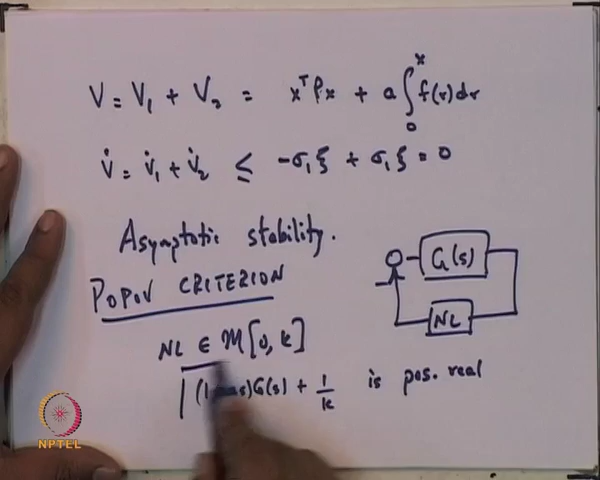 V = V₁ + V₂ = xᵀPx + a∫₀ˣ f(r)dr
V̇ = V̇₁ + V̇₂ ≤ -σ₁ξ + σ₁ξ = 0
Asymptotic stability.
POPOV CRITERION
G(s)
NL
NL ∈ M[0, k]
s)G(s) + 1/k is pos. real
NPTEL